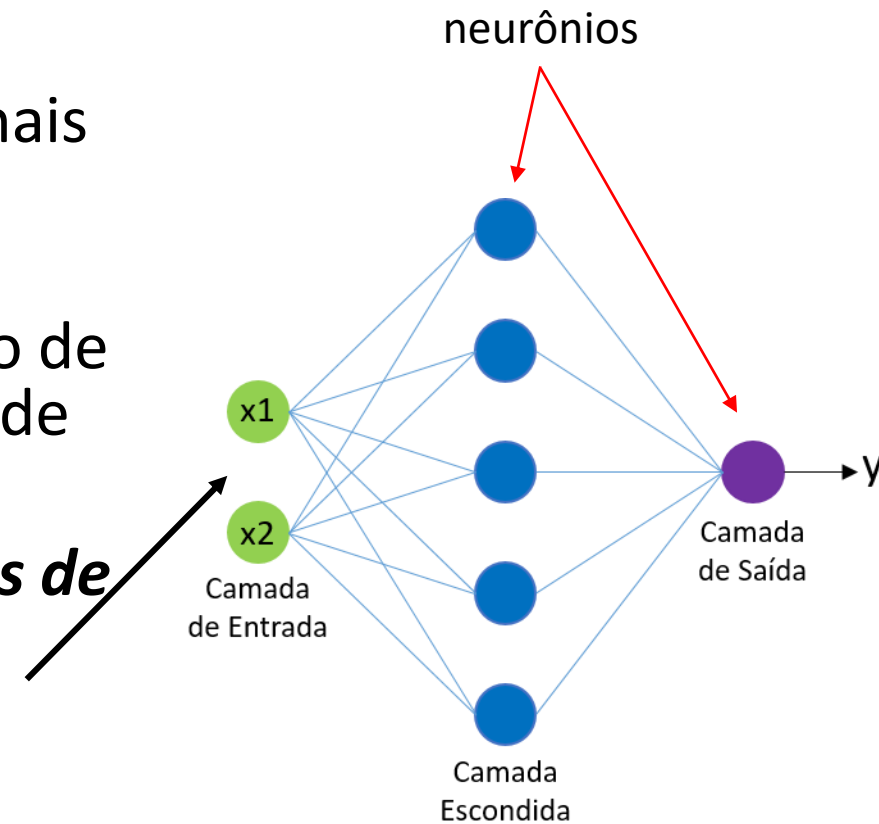 neurônios
nais
o de
de
s de
x1
x2
Camada
de Entrada
Camada
Escondida
Camada
de Saída
y